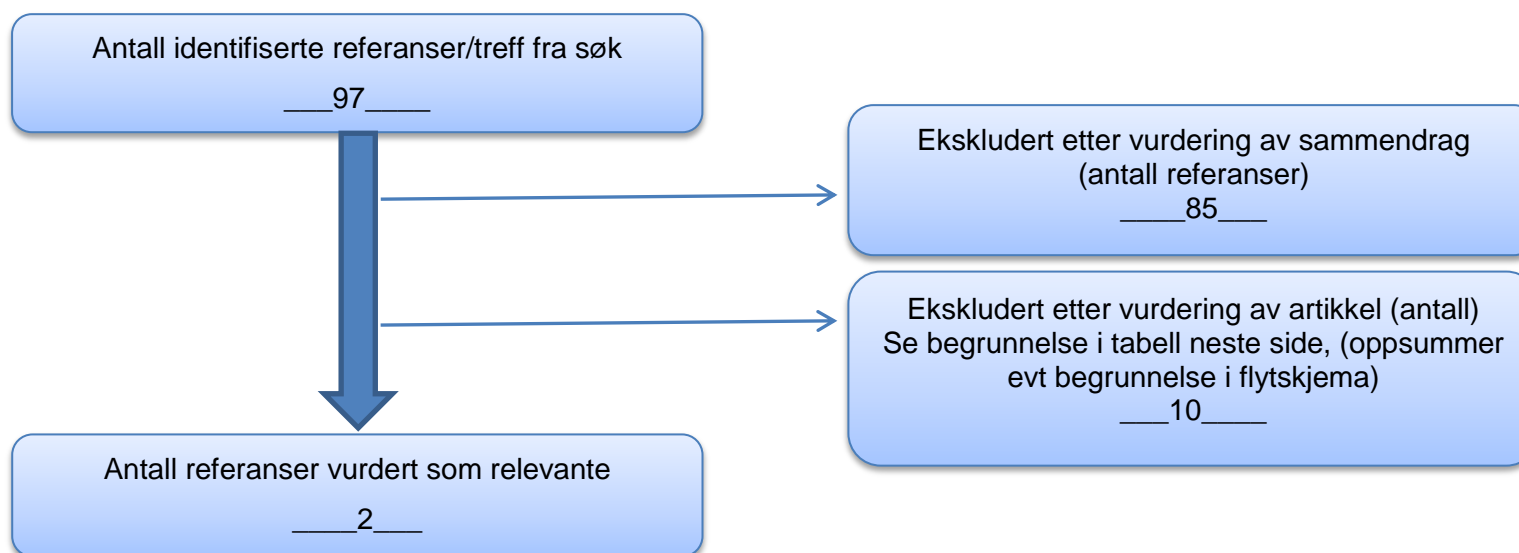 Antall identifiserte referanser/treff fra søk
___97____
Ekskludert etter vurdering av sammendrag
(antall referanser)
____85___
Ekskludert etter vurdering av artikkel (antall)
Se begrunnelse i tabell neste side, (oppsummer
evt begrunnelse i flytskjema)
___10____
Antall referanser vurdert som relevante
____2___